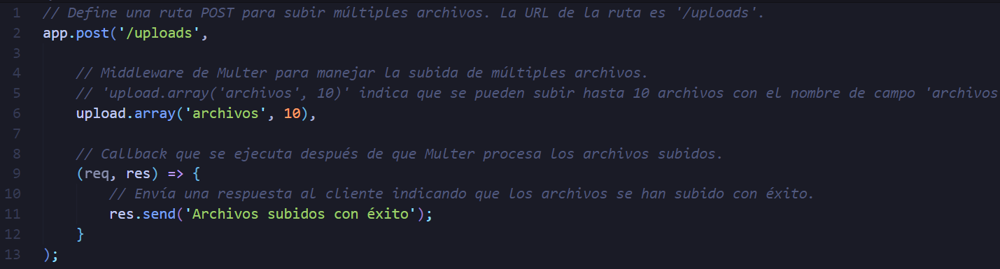 1 // Define una ruta POST para subir múltiples archivos. La URL de la ruta es '/uploads'.
2 app.post('/uploads',
3
4 // Middleware de Multer para manejar la subida de múltiples archivos.
5 // 'upload.array('archivos', 10)' indica que se pueden subir hasta 10 archivos con el nombre de campo 'archivos
6 upload.array('archivos', 10),
7
8 // Callback que se ejecuta después de que Multer procesa los archivos subidos.
9 (req, res) => {
10 // Envía una respuesta al cliente indicando que los archivos se han subido con éxito.
11 res.send('Archivos subidos con éxito');
12 }
13 );